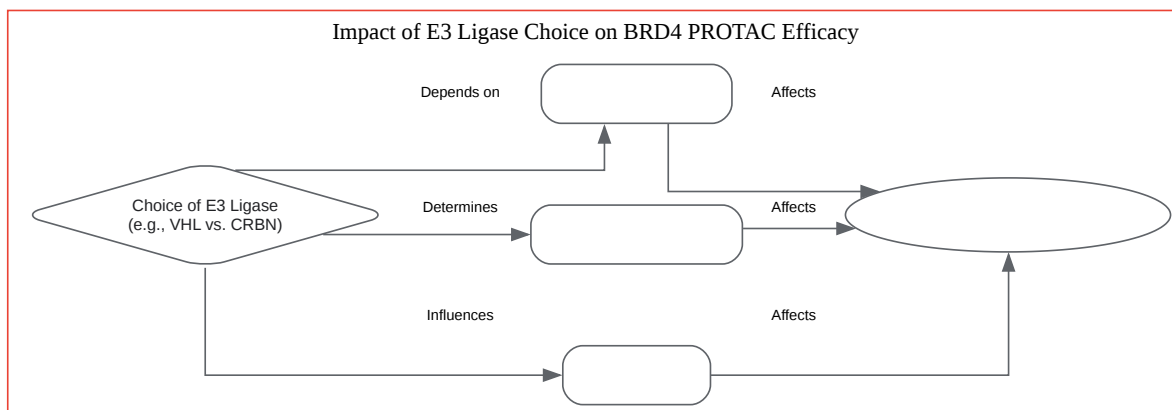 Impact of E3 Ligase Choice on BRD4 PROTAC Efficacy
Depends on
Affects
Choice of E3 Ligase
(e.g., VHL vs. CRBN)
Determines
Affects
Influences
Affects